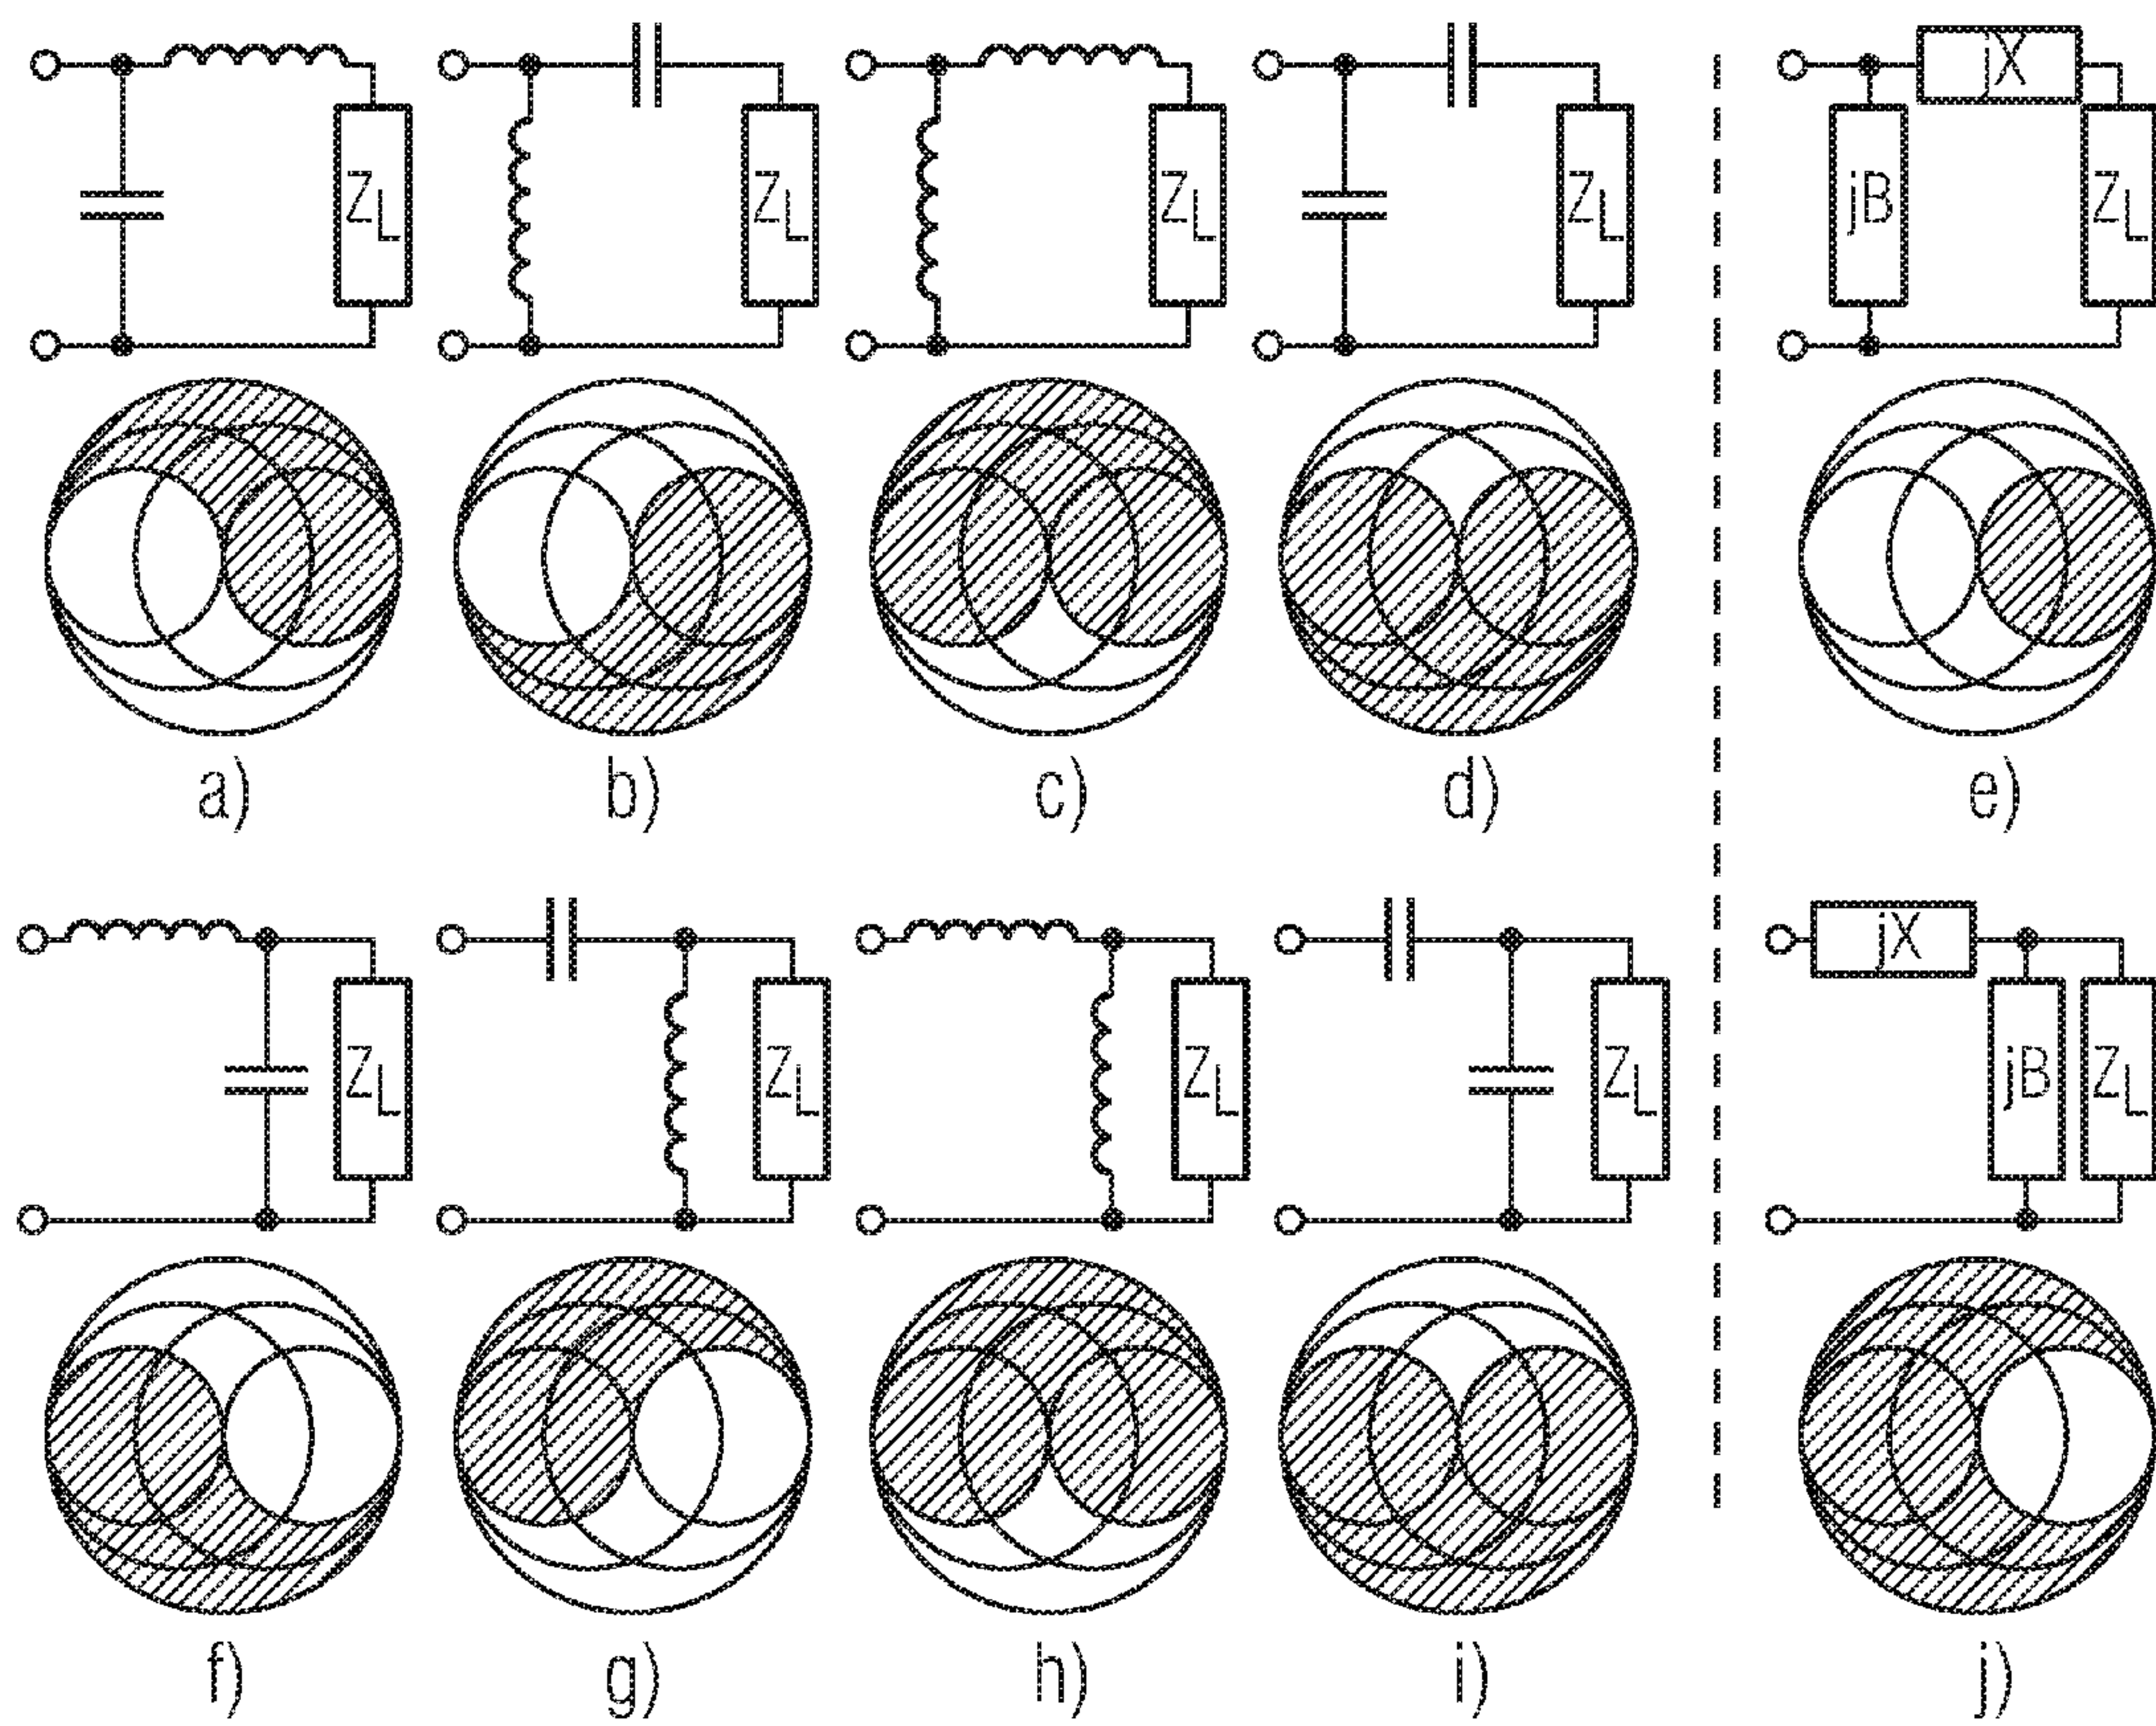 jX
Z_L Z_L Z_L Z_L jB Z_L
a) b) c) d) e)
jX
Z_L Z_L Z_L Z_L jB Z_L
f) g) h) i) j)